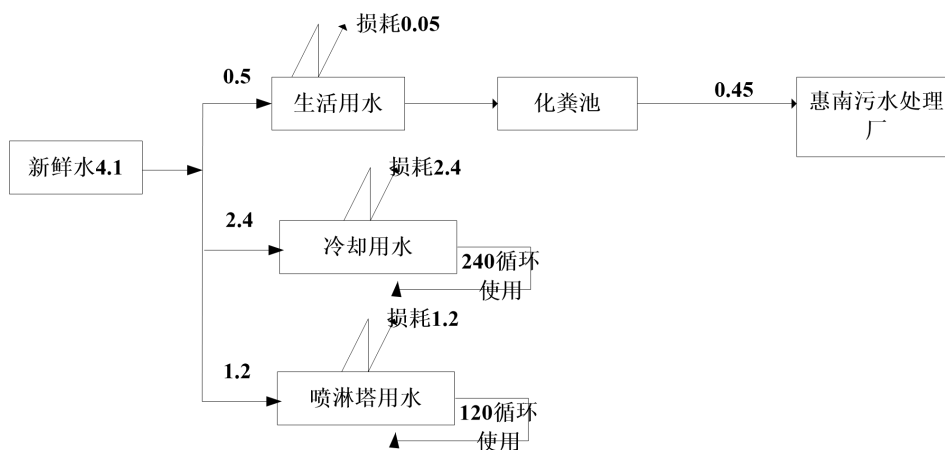 损耗0.05
0.5
生活用水
化粪池
0.45
惠南污水处理
厂
新鲜水4.1
损耗2.4
2.4
冷却用水
240循环
使用
损耗1.2
1.2
喷淋塔用水
120循环
使用